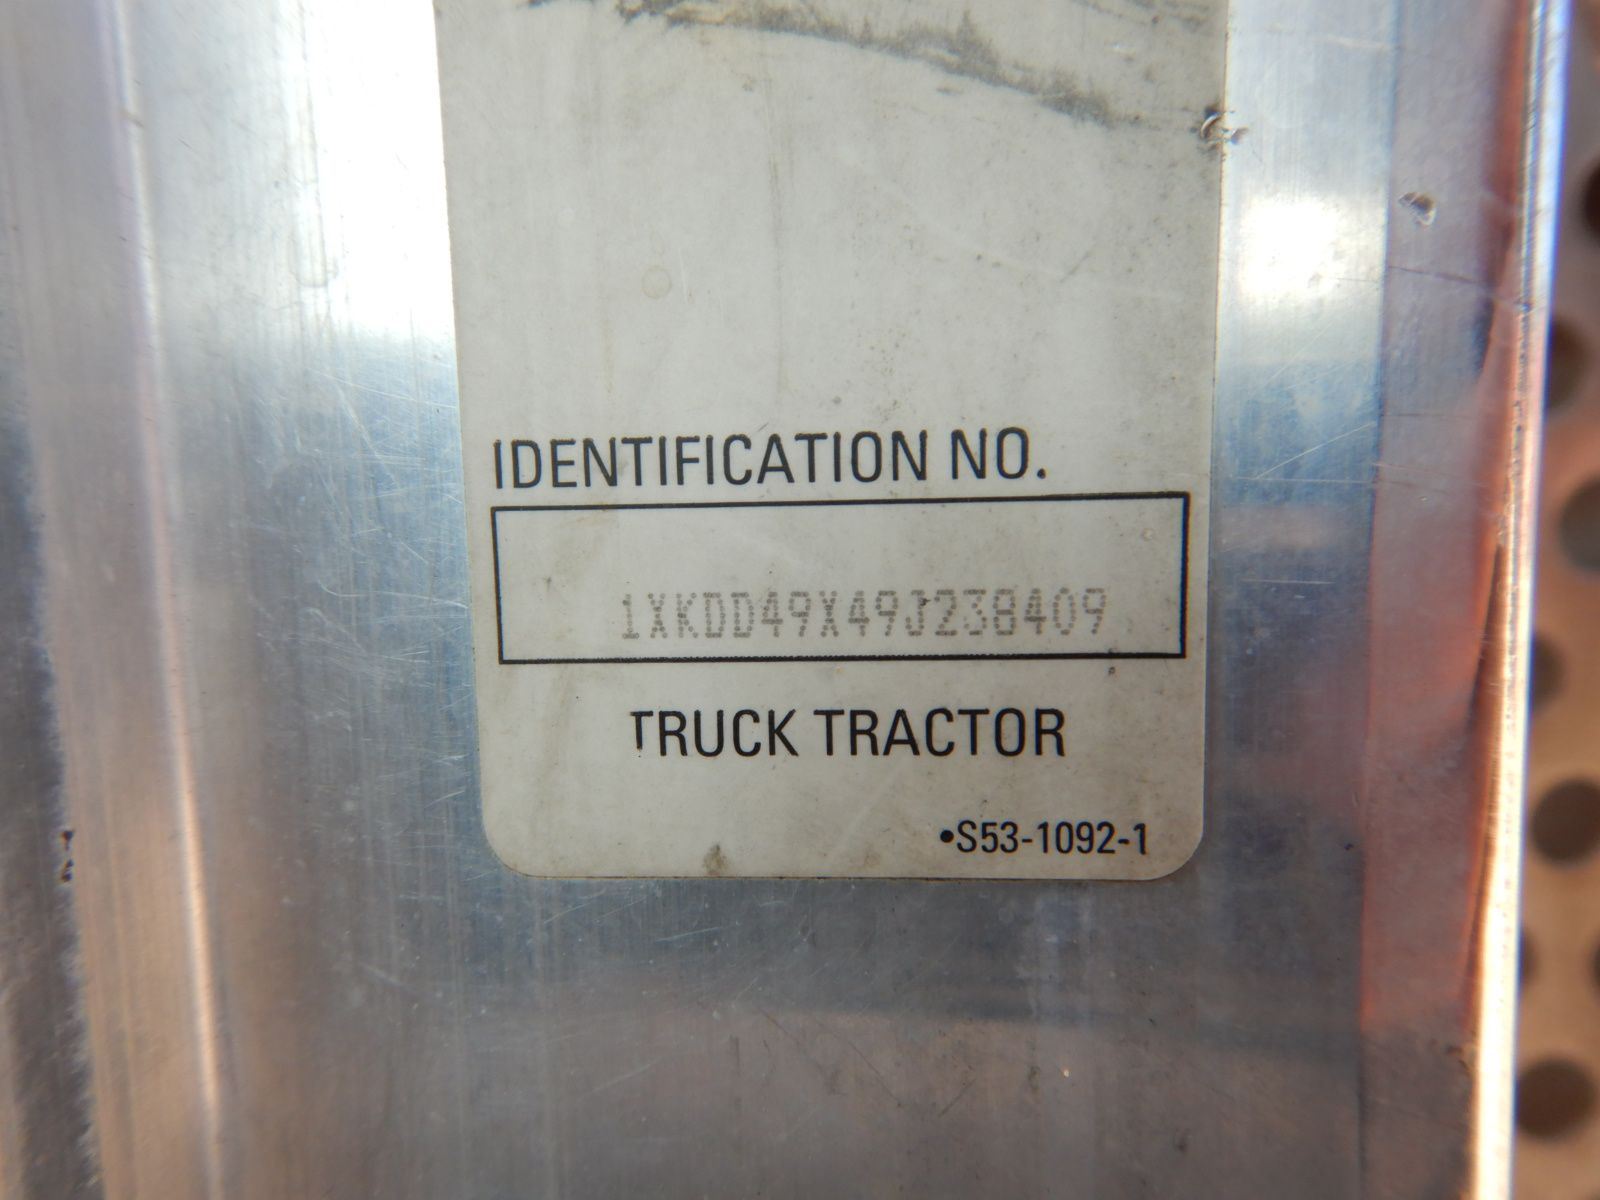 IDENTIFICATION NO.
1XKDD49X49J238409
TRUCK TRACTOR
•S53-1092-1